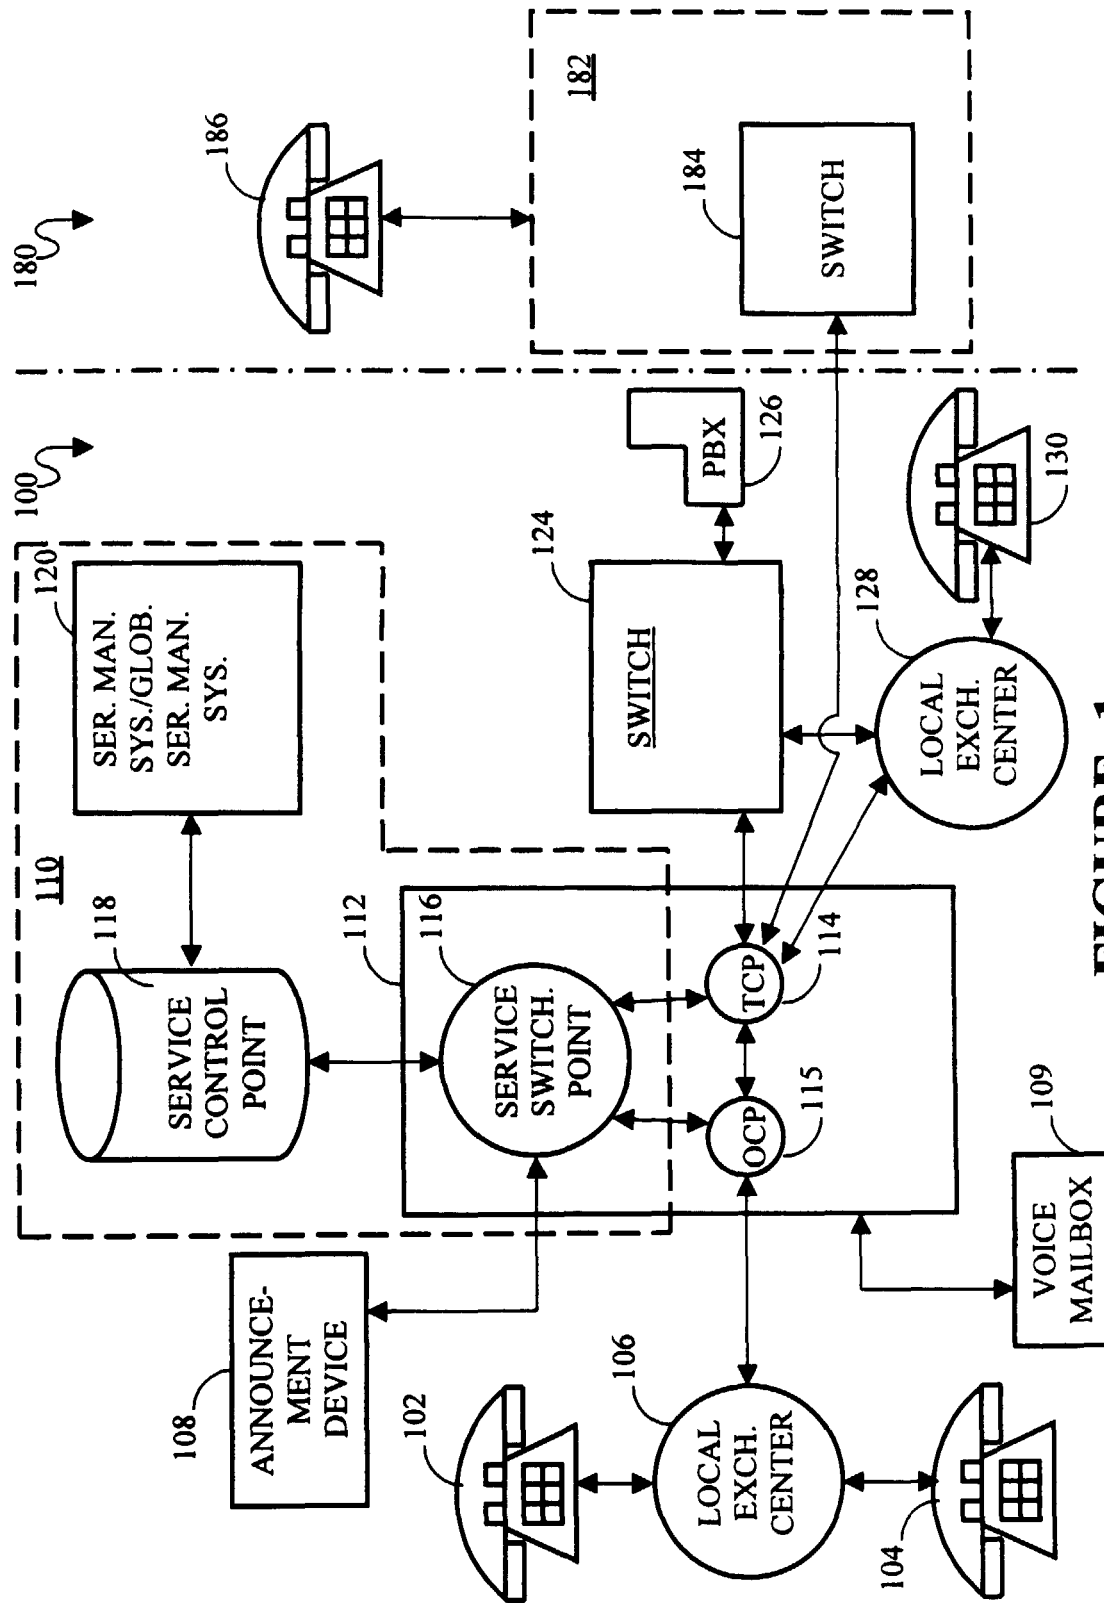 100
180
110
SER. MAN.
SYS./GLOB.
SER. MAN.
SYS.
120
118
SERVICE
CONTROL
POINT
186
108
ANNOUNCE-
MENT
DEVICE
112
116
SERVICE
SWITCH.
POINT
124
SWITCH
PBX
126
182
184
SWITCH
102
106
LOCAL
EXCH.
CENTER
OCP
115
TCP
114
128
LOCAL
EXCH.
CENTER
130
104
109
VOICE
MAILBOX
FIGURE 1